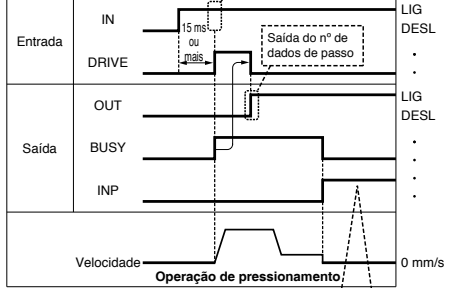 IN
LIG
DESL
Entrada
15 ms
ou
mais
Saída do nº de
dados de passo
DRIVE
OUT
LIG
DESL
Saída
BUSY
INP
Velocidade
0 mm/s
Operação de pressionamento